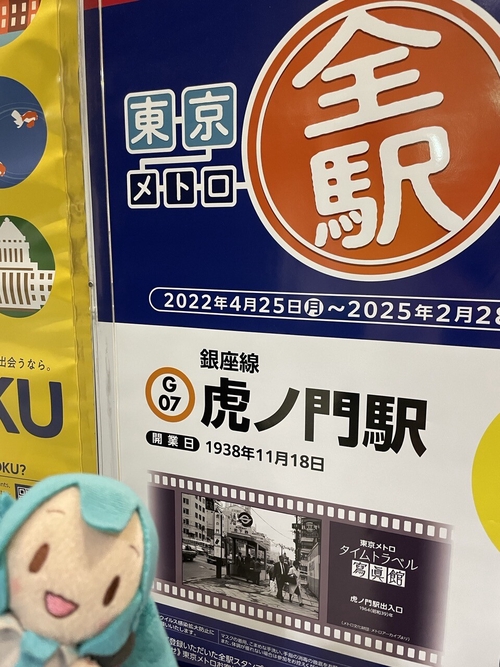 出会うなら。
KU
OKU?
東京
メトロ
全
駅
2022年4月25日(月)～2025年2月28
銀座線
G
07
虎ノ門駅
開業日 1938年11月18日
東京メトロ
タイムトラベル
寫眞館
虎ノ門駅出入口